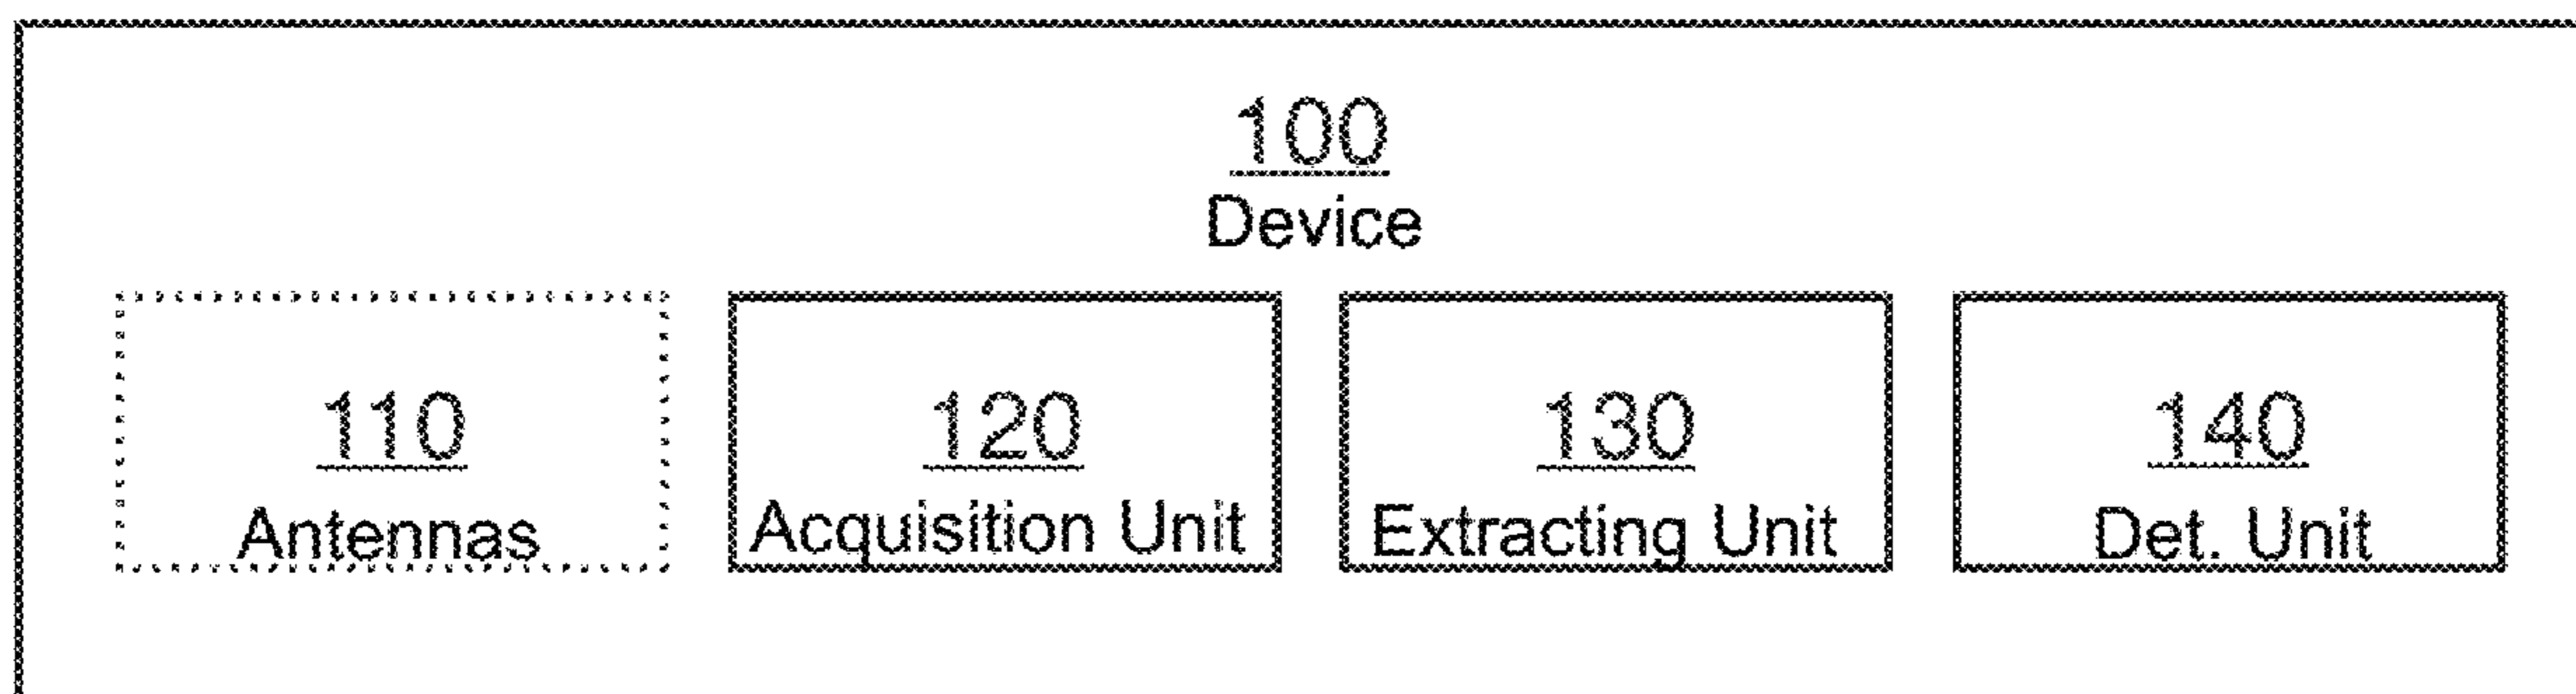 100
Device
110
Antennas
120
Acquisition Unit
130
Extracting Unit
140
Det. Unit